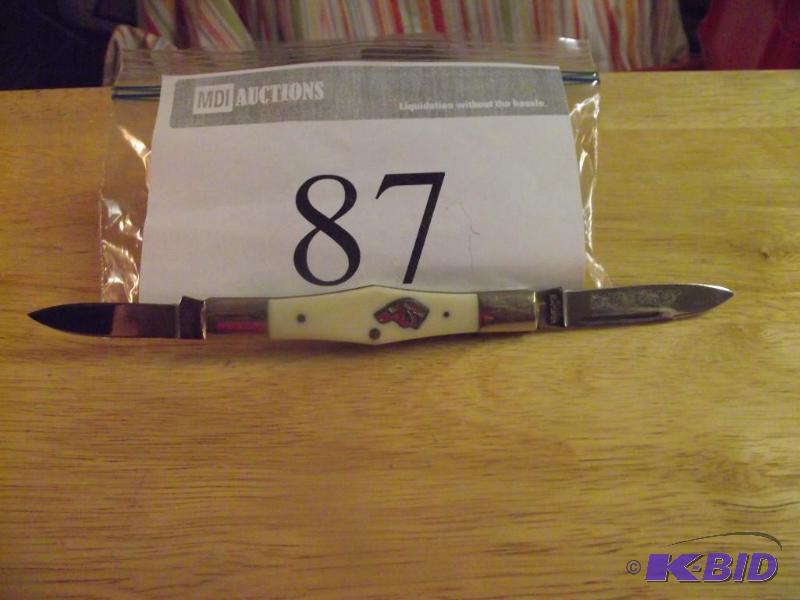 MDI AUCTIONS
Liquidation without the hassle.
87
© K-BID